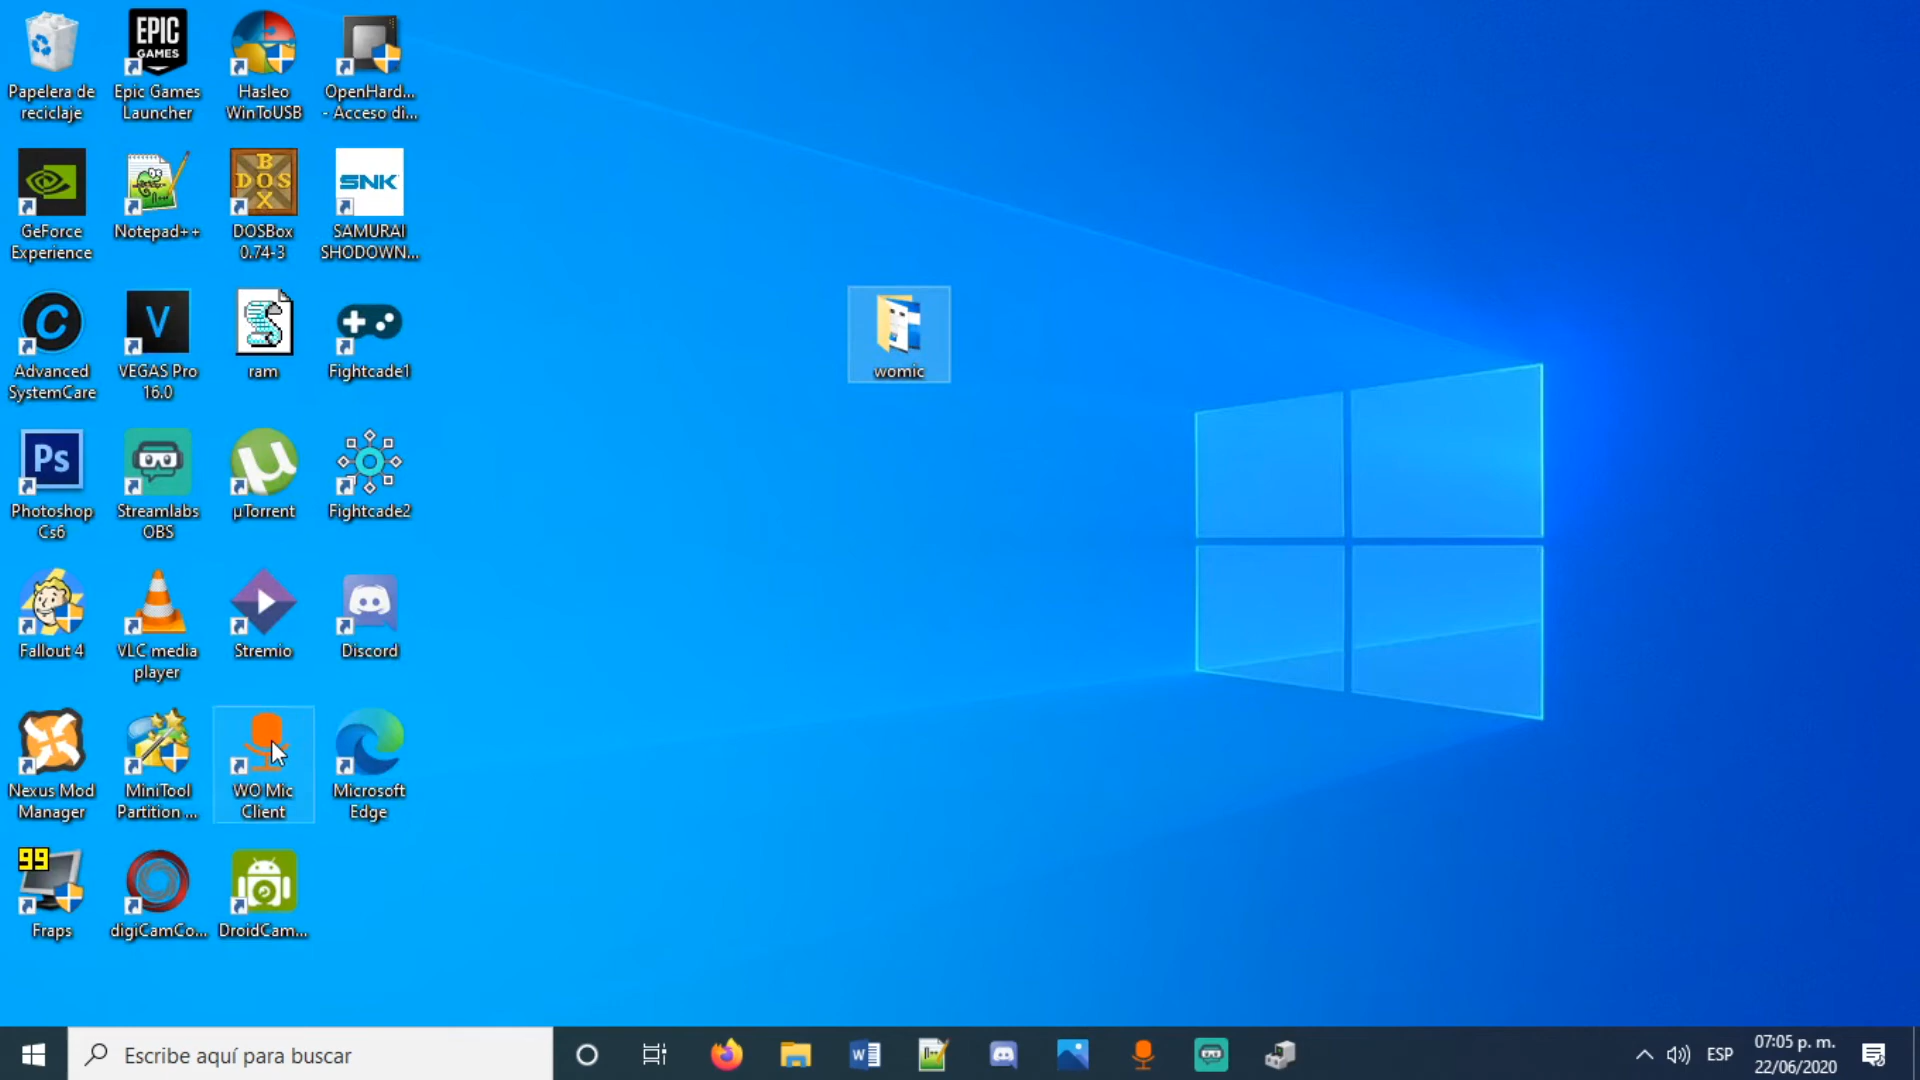 EPIC
GAMES
Papelera de
reciclaje
Epic Games
Launcher
Hasleo
WinToUSB
OpenHard...
- Acceso di...
DOS
BOX
SNK
GeForce
Experience
Notepad++
DOSBox
0.74-3
SAMURAI
SHODOWN...
C
V
Advanced
SystemCare
VEGAS Pro
16.0
ram
Fightcade1
womic
Ps
µ
Photoshop
Cs6
Streamlabs
OBS
µTorrent
Fightcade2
Fallout 4
VLC media
player
Stremio
Discord
Nexus Mod
Manager
MiniTool
Partition ...
WO Mic
Client
Microsoft
Edge
99
Fraps
digiCamCo...
DroidCam...
Escribe aquí para buscar
W
ESP
07:05 p. m.
22/06/2020